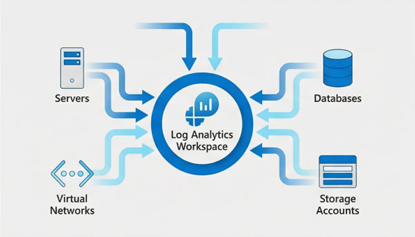 Servers
Databases
Log Analytics
Workspace
Virtual
Networks
Storage
Accounts